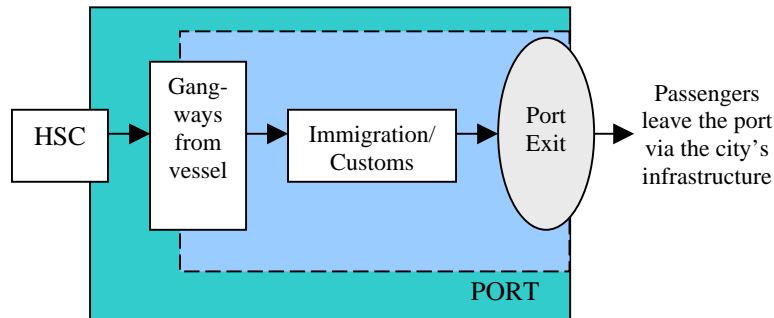 HSC
Gang-
ways
from
vessel
Immigration/
Customs
Port
Exit
Passengers
leave the port
via the city's
infrastructure
PORT